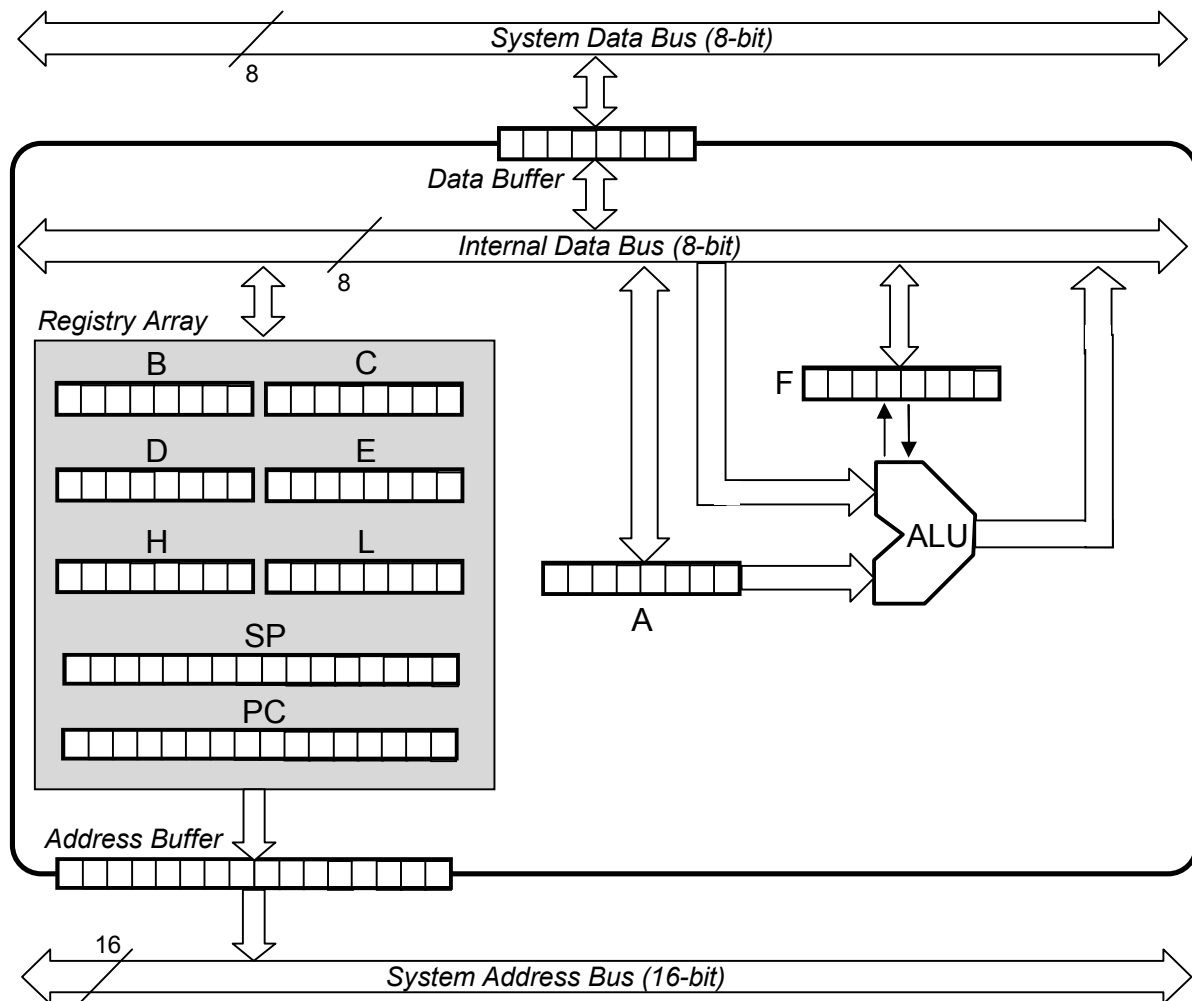 System Data Bus (8-bit)
8
Data Buffer
Internal Data Bus (8-bit)
8
Registry Array
B C
F
D E
ALU
H L
A
SP
PC
Address Buffer
16
System Address Bus (16-bit)